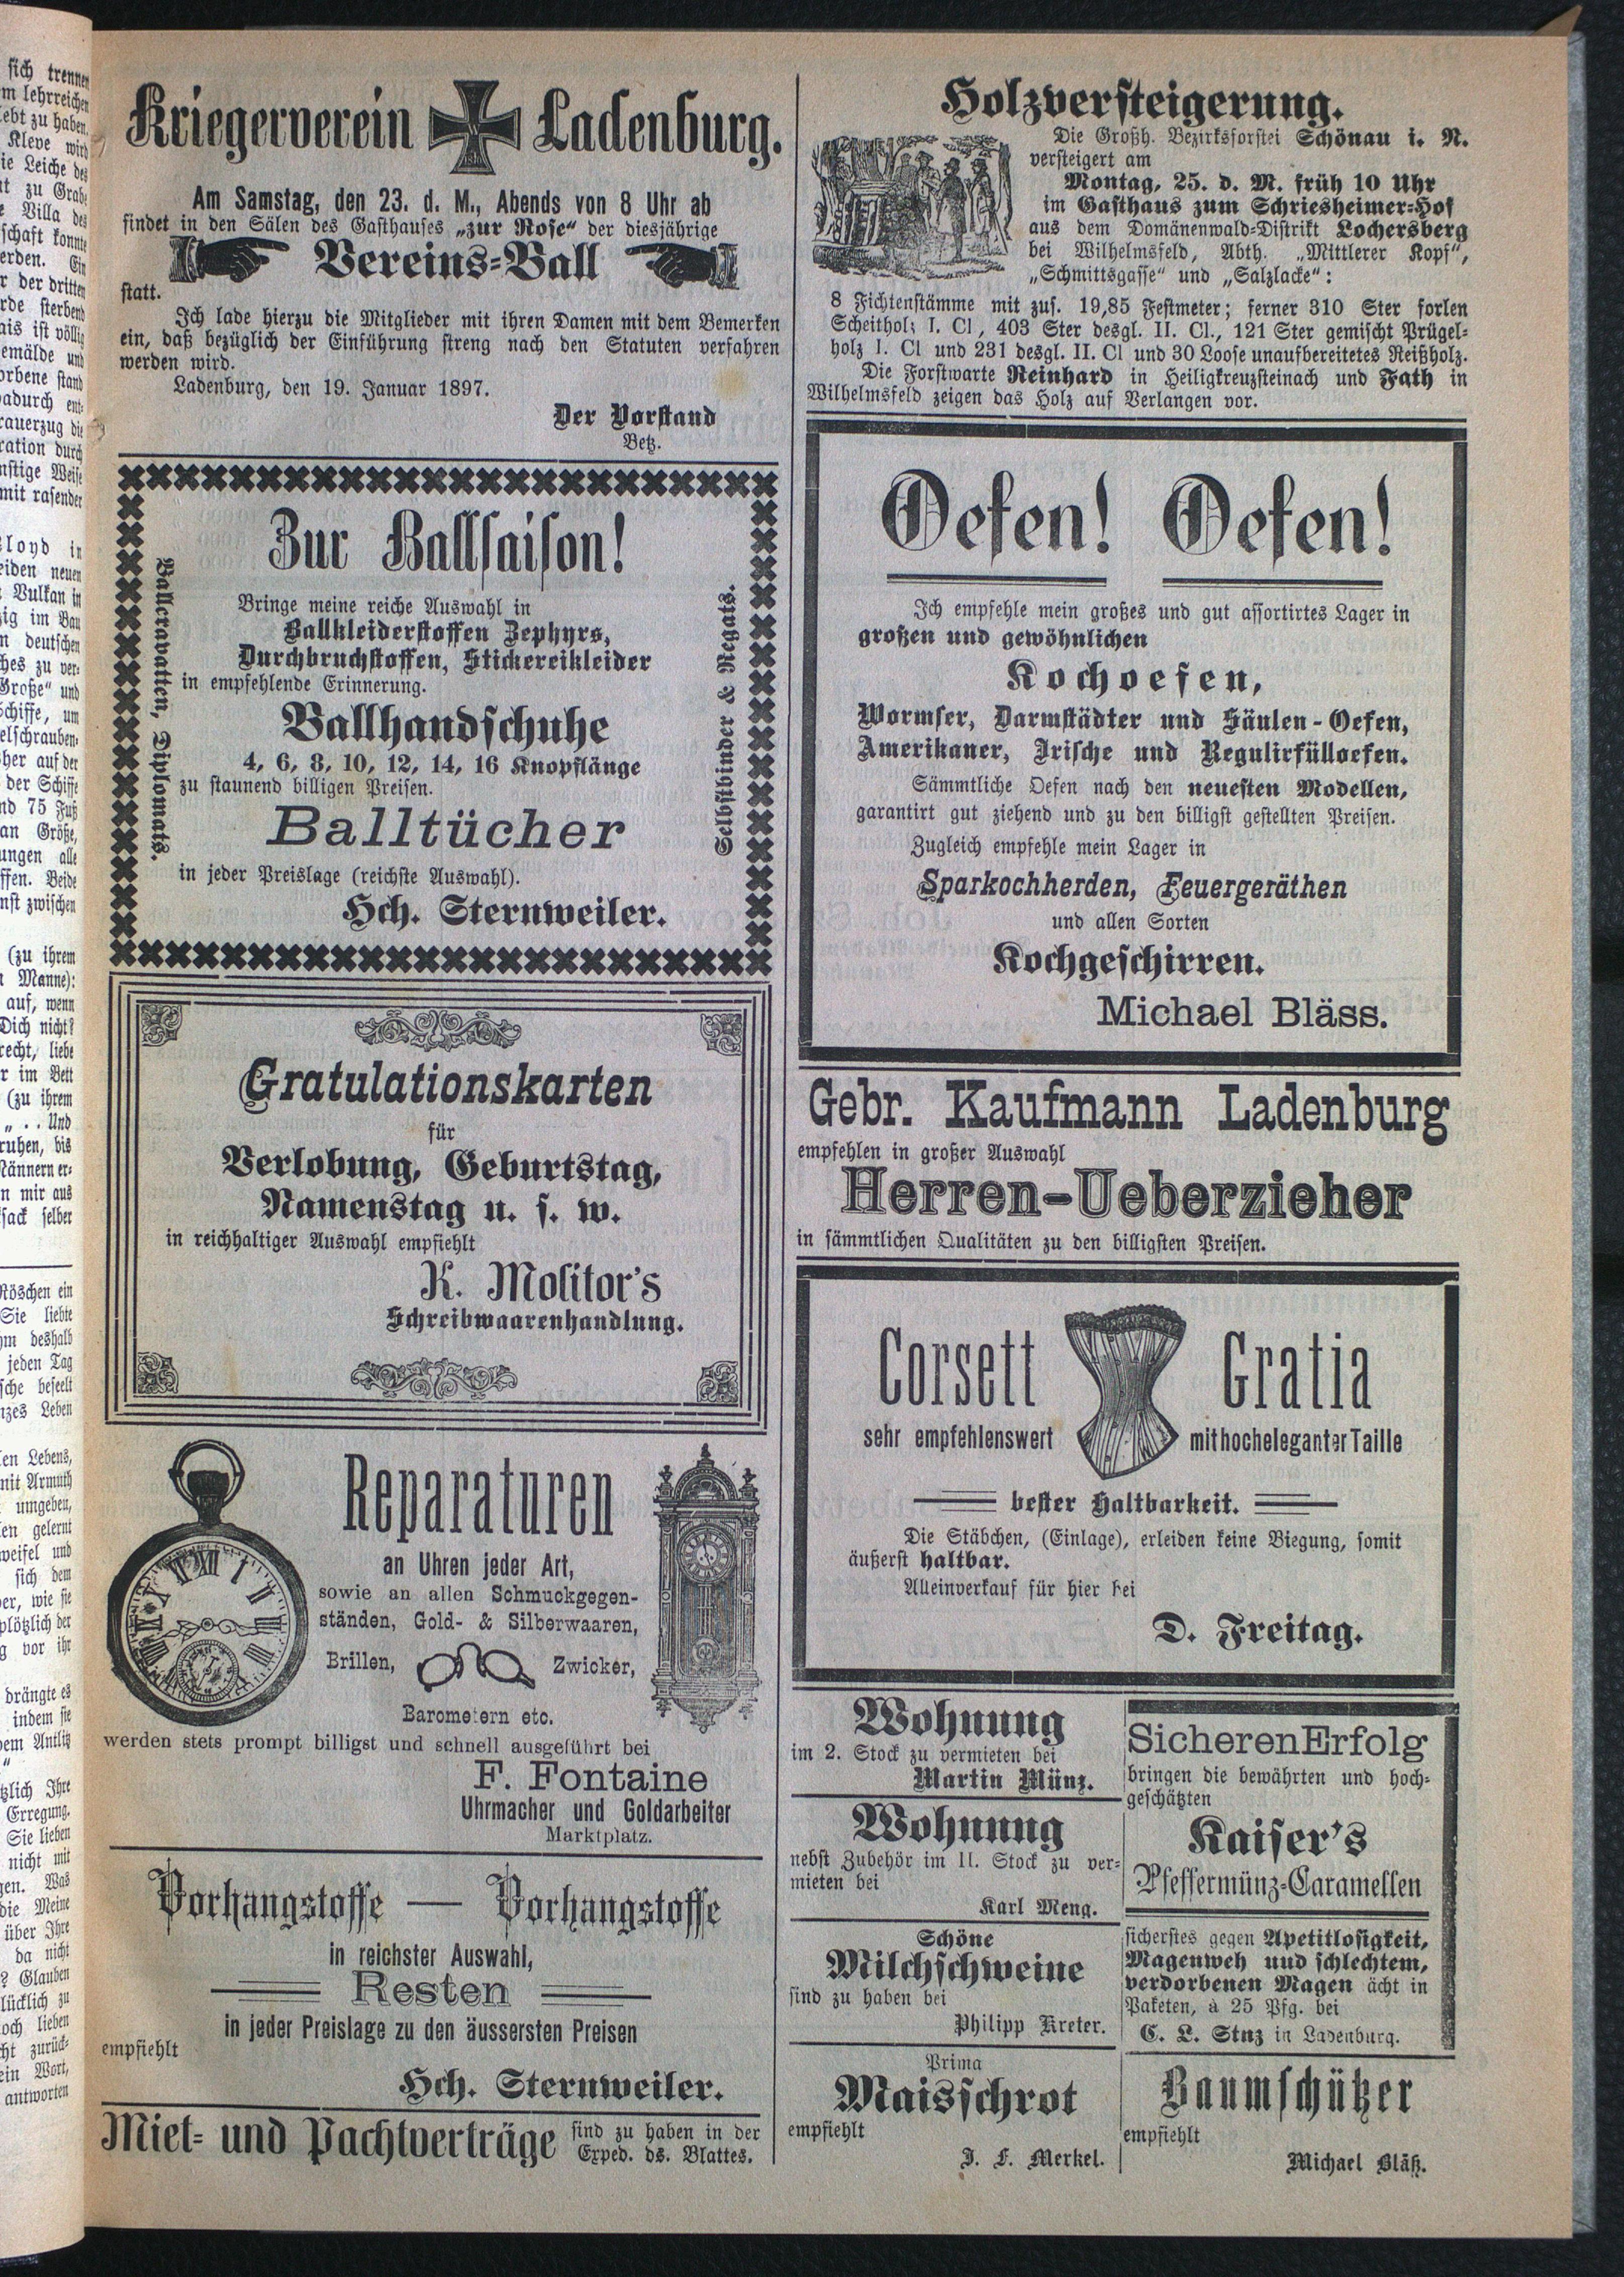 Kriegerverein Ladenburg.
Am Samstag, den 23. d. M., Abends von 8 Uhr ab
findet in den Sälen des Gasthauses „zur Rose“ der diesjährige
Vereins-Ball
statt.
Ich lade hierzu die Mitglieder mit ihren Damen mit dem Bemerken
ein, daß bezüglich der Einführung streng nach den Statuten verfahren
werden wird.
Ladenburg, den 19. Januar 1897.
Der Vorstand
Betz.
Zur Ballsaison!
Ballcravatten, Diplomats.
Bringe meine reiche Auswahl in
Ballkleiderstoffen Zephyrs,
Durchbruchstoffen, Stickereikleider
in empfehlende Erinnerung.
Ballhandschuhe
4, 6, 8, 10, 12, 14, 16 Knopflänge
zu staunend billigen Preisen.
Balltücher
in jeder Preislage (reichste Auswahl).
Hch. Sternweiler.
Selbstbinder & Regats.
Gratulationskarten
für
Verlobung, Geburtstag,
Namenstag u. s. w.
in reichhaltiger Auswahl empfiehlt
K. Molitor's
Schreibwaarenhandlung.
Reparaturen
an Uhren jeder Art,
sowie an allen Schmuckgegen-
ständen, Gold- & Silberwaaren,
Brillen, Zwicker,
Barometern etc.
werden stets prompt billigst und schnell ausgeführt bei
F. Fontaine
Uhrmacher und Goldarbeiter
Marktplatz.
Vorhangstoffe — Vorhangstoffe
in reichster Auswahl,
Resten
in jeder Preislage zu den äussersten Preisen
empfiehlt
Hch. Sternweiler.
Miet- und Pachtverträge sind zu haben in der
Exped. ds. Blattes.
Holzversteigerung.
Die Großh. Bezirksforstei Schönau i. N.
versteigert am
Montag, 25. d. M. früh 10 Uhr
im Gasthaus zum Schriesheimer-Hof
aus dem Domänenwald-Distrikt Lochersberg
bei Wilhelmsfeld, Abth. „Mittlerer Kopf“,
„Schmittsgasse“ und „Salzlacke“:
8 Fichtenstämme mit zus. 19,85 Festmeter; ferner 310 Ster forlen
Scheitholz I. Cl, 403 Ster desgl. II. Cl., 121 Ster gemischt Prügel-
holz I. Cl und 231 desgl. II. Cl und 30 Loose unaufbereitetes Reißholz.
Die Forstwarte Reinhard in Heiligkreuzsteinach und Fath in
Wilhelmsfeld zeigen das Holz auf Verlangen vor.
Oefen! Oefen!
Ich empfehle mein großes und gut assortirtes Lager in
großen und gewöhnlichen
Kochoefen,
Wormser, Darmstädter und Säulen-Oefen,
Amerikaner, Irische und Regulirfülloefen.
Sämmtliche Oefen nach den neuesten Modellen,
garantirt gut ziehend und zu den billigst gestellten Preisen.
Zugleich empfehle mein Lager in
Sparkochherden, Feuergeräthen
und allen Sorten
Kochgeschirren.
Michael Bläss.
Gebr. Kaufmann Ladenburg
empfehlen in großer Auswahl
Herren-Ueberzieher
in sämmtlichen Qualitäten zu den billigsten Preisen.
Corsett Gratia
sehr empfehlenswert mit hocheleganter Taille
bester Haltbarkeit.
Die Stäbchen, (Einlage), erleiden keine Biegung, somit
äußerst haltbar.
Alleinverkauf für hier bei
D. Freitag.
Wohnung
im 2. Stock zu vermieten bei
Martin Münz.
Wohnung
nebst Zubehör im II. Stock zu ver-
mieten bei
Karl Meng.
Schöne
Milchschweine
sind zu haben bei
Philipp Kreter.
Prima
Maisschrot
empfiehlt
J. F. Merkel.
Sicheren Erfolg
bringen die bewährten und hoch-
geschätzten
Kaiser's
Pfeffermünz-Caramellen
sicherstes gegen Apetitlosigkeit,
Magenweh und schlechtem,
verdorbenen Magen ächt in
Paketen, à 25 Pfg. bei
C. L. Stnz in Ladenburg.
Baumschützer
empfiehlt
Michael Bläß.